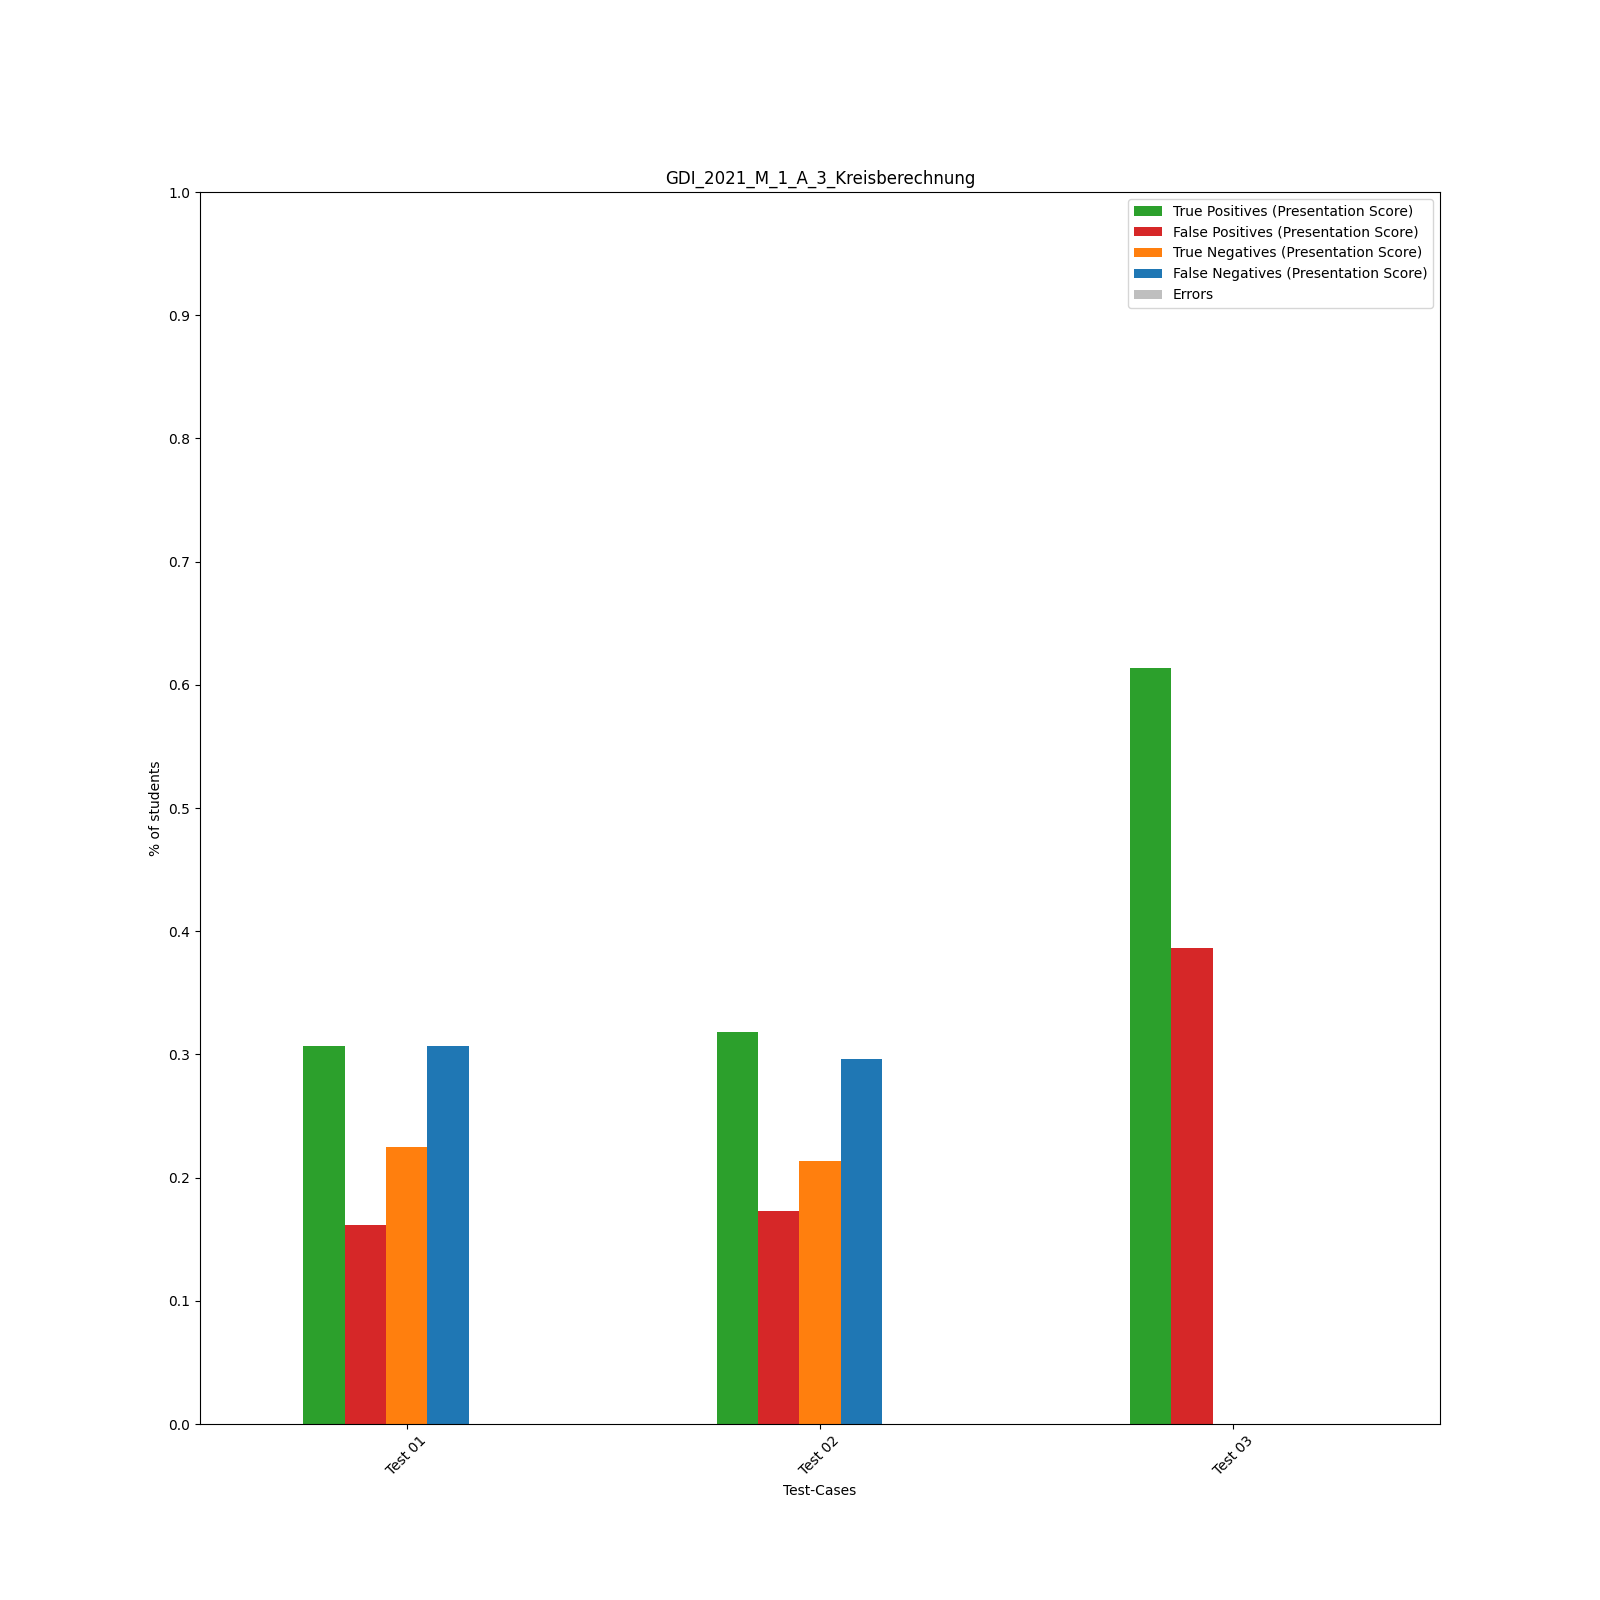 GDI_2021_M_1_A_3_Kreisberechnung
True Positives (Presentation Score)
False Positives (Presentation Score)
True Negatives (Presentation Score)
False Negatives (Presentation Score)
Errors
% of students
1.0
0.9
0.8
0.7
0.6
0.5
0.4
0.3
0.2
0.1
0.0
Test 01
Test 02
Test 03
Test-Cases